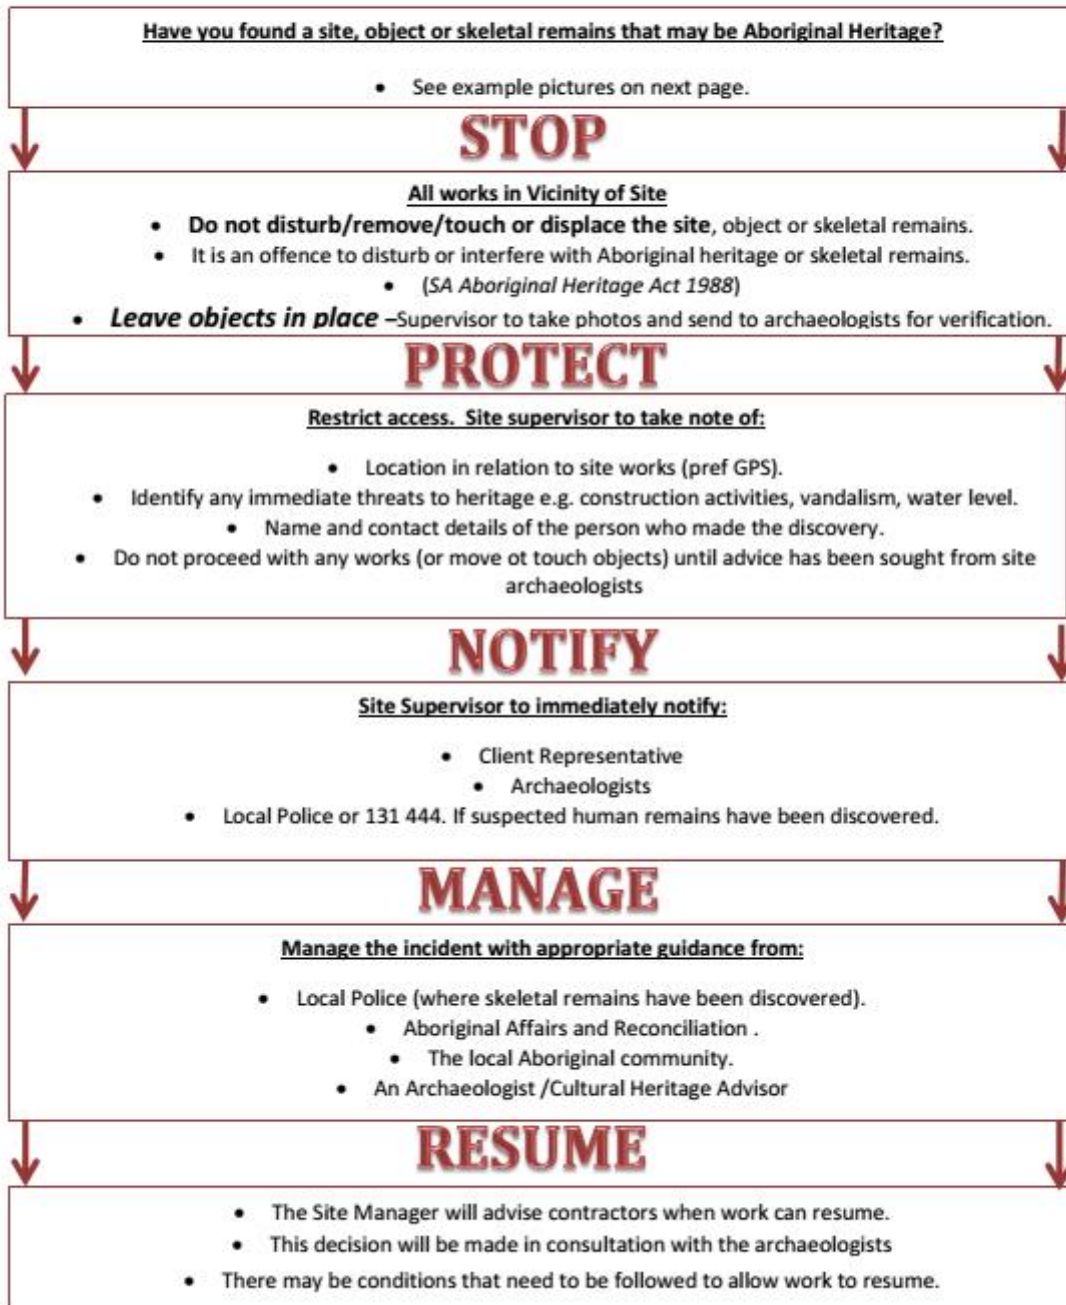 Have you found a site, object or skeletal remains that may be Aboriginal Heritage?
• See example pictures on next page.
STOP
All works in Vicinity of Site
• Do not disturb/remove/touch or displace the site, object or skeletal remains.
• It is an offence to disturb or interfere with Aboriginal heritage or skeletal remains.
• (SA Aboriginal Heritage Act 1988)
• Leave objects in place –Supervisor to take photos and send to archaeologists for verification.
PROTECT
Restrict access. Site supervisor to take note of:
• Location in relation to site works (pref GPS).
• Identify any immediate threats to heritage e.g. construction activities, vandalism, water level.
• Name and contact details of the person who made the discovery.
• Do not proceed with any works (or move ot touch objects) until advice has been sought from site
archaeologists
NOTIFY
Site Supervisor to immediately notify:
• Client Representative
• Archaeologists
• Local Police or 131 444. If suspected human remains have been discovered.
MANAGE
Manage the incident with appropriate guidance from:
• Local Police (where skeletal remains have been discovered).
• Aboriginal Affairs and Reconciliation .
• The local Aboriginal community.
• An Archaeologist /Cultural Heritage Advisor
RESUME
• The Site Manager will advise contractors when work can resume.
• This decision will be made in consultation with the archaeologists
• There may be conditions that need to be followed to allow work to resume.